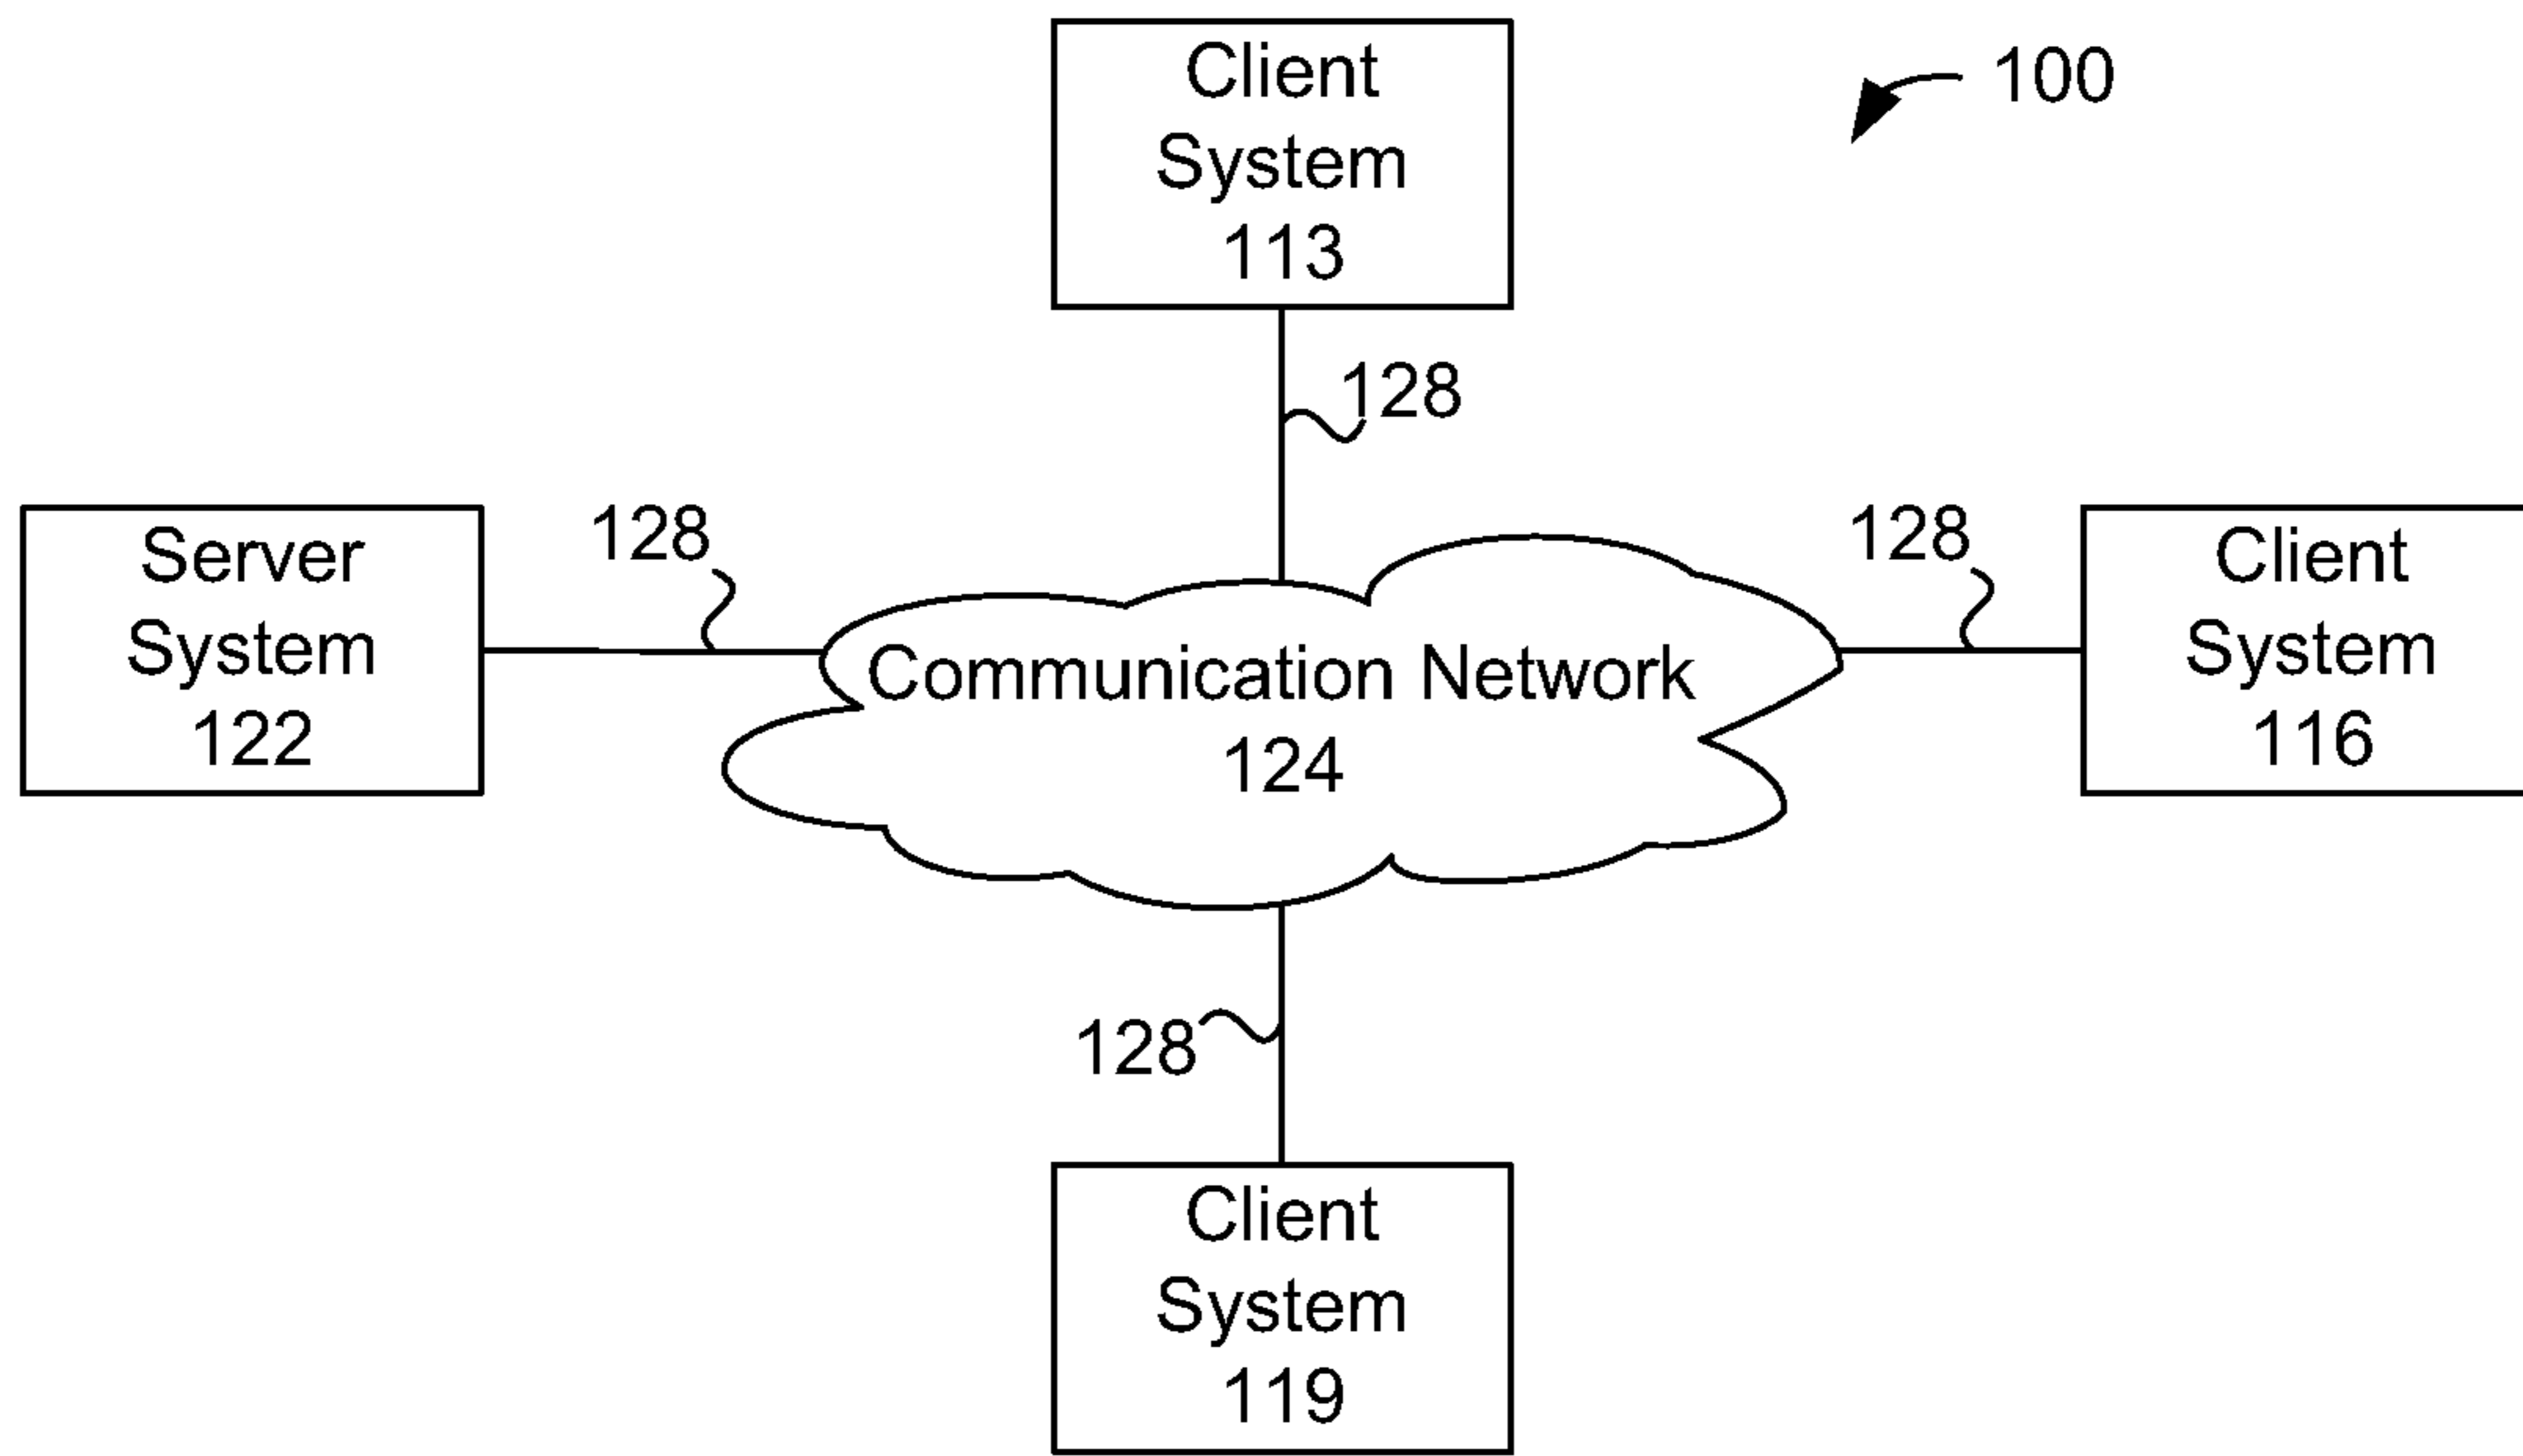 Client
System
113
100
128
Server
System
122
128
128
Client
System
116
Communication Network
124
128
Client
System
119